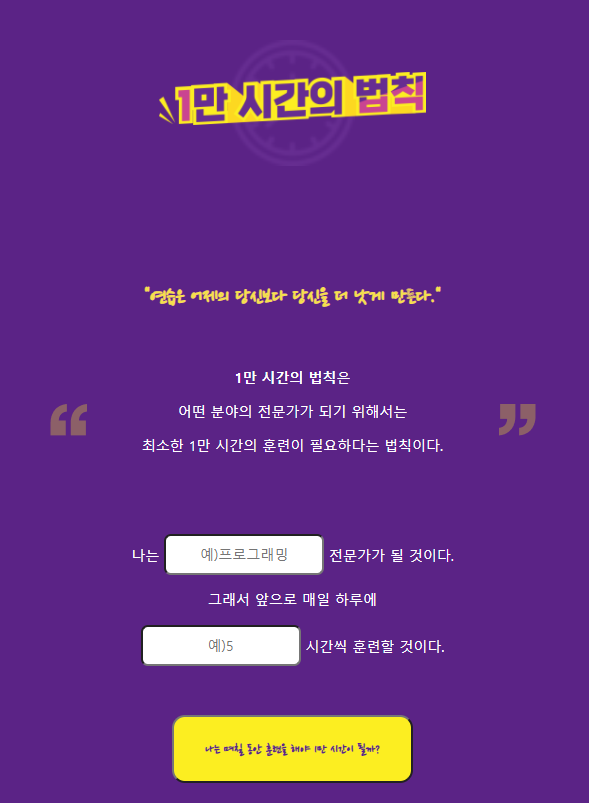 1만 시간의 법칙
"연습은 어제의 당신보다 당신을 더 낫게 만든다."
1만 시간의 법칙은
어떤 분야의 전문가가 되기 위해서는
최소한 1만 시간의 훈련이 필요하다는 법칙이다.
나는 예)프로그래밍 전문가가 될 것이다.
그래서 앞으로 매일 하루에
예)5 시간씩 훈련할 것이다.
나는 며칠 동안 훈련을 해야 1만 시간이 될까?